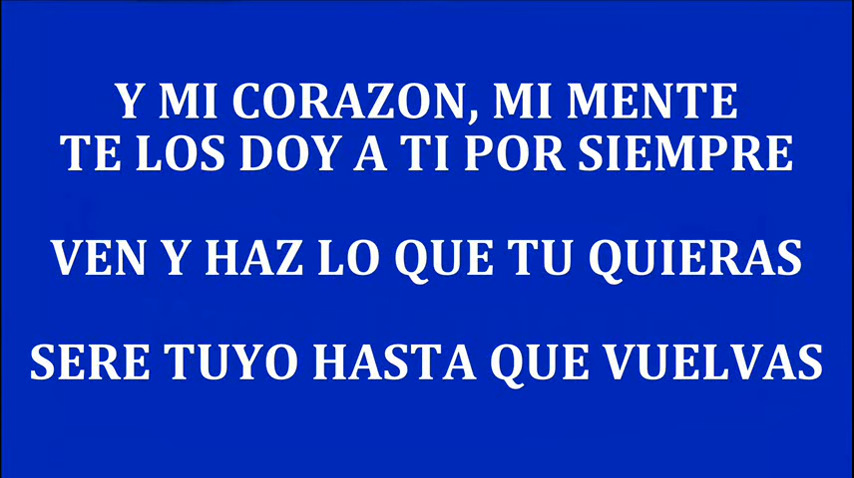 Y MI CORAZON, MI MENTE
TE LOS DOY A TI POR SIEMPRE
VEN Y HAZ LO QUE TU QUIERAS
SERE TUYO HASTA QUE VUELVAS